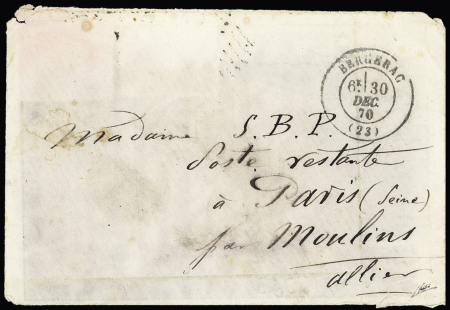 BERGERAC
6E 30
DEC.
70
(23)
Madame S. B. P.
Poste restante
à Paris (Seine)
par Moulins
Allier